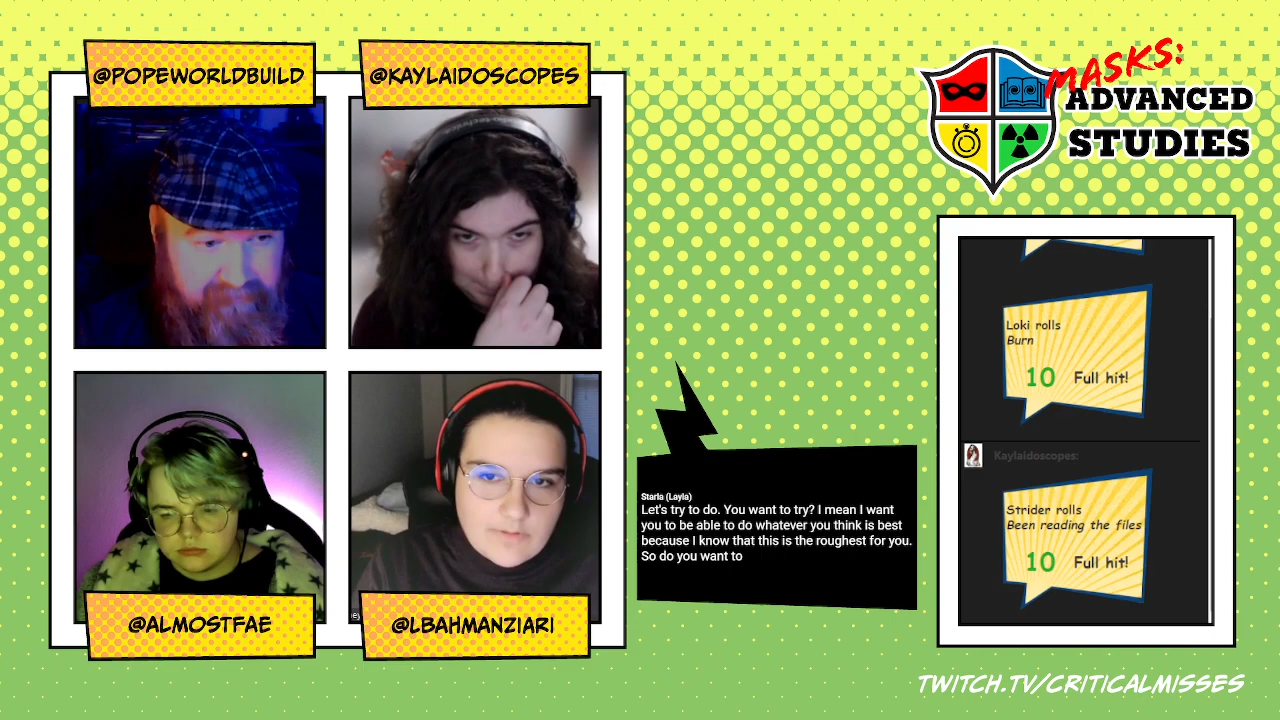 @POPEWORLDBUILD
@KAYLAIDOSCOPES
@ALMOSTFAE
@LBAHMANZIARI
Starla (Layla)
Let's try to do. You want to try? I mean I want
you to be able to do whatever you think is best
because I know that this is the roughest for you.
So do you want to
MASKS:
ADVANCED
STUDIES
Loki rolls
Burn
10 Full hit!
Kaylaidoscopes:
Strider rolls
Been reading the files
10 Full hit!
TWITCH.TV/CRITICALMISSES